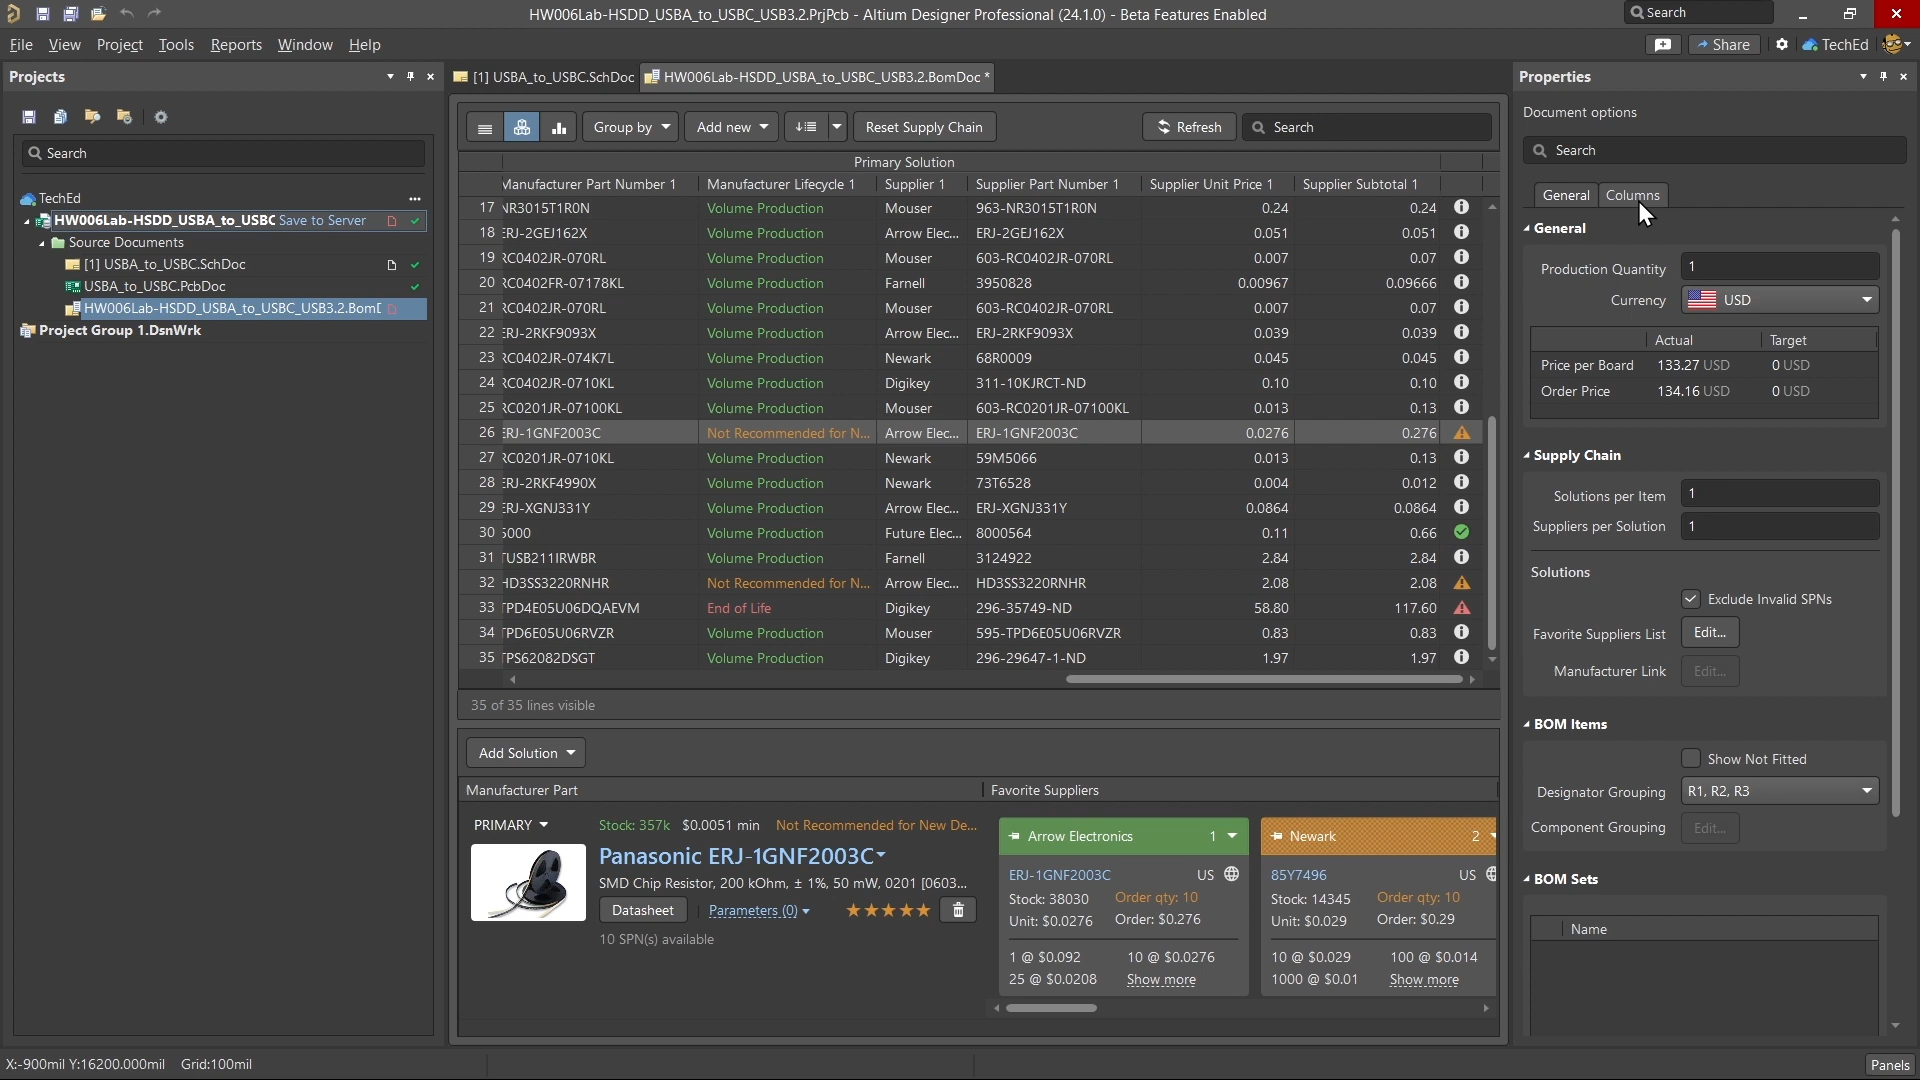 HW006Lab-HSDD_USBA_to_USBC_USB3.2.PrjPcb - Altium Designer Professional (24.1.0) - Beta Features Enabled
Search
File View Project Tools Reports Window Help
Share TechEd
Projects
Search
TechEd ...
HW006Lab-HSDD_USBA_to_USBC Save to Server
Source Documents
[1] USBA_to_USBC.SchDoc
USBA_to_USBC.PcbDoc
HW006Lab-HSDD_USBA_to_USBC_USB3.2.Bom
Project Group 1.DsnWrk
[1] USBA_to_USBC.SchDoc HW006Lab-HSDD_USBA_to_USBC_USB3.2.BomDoc *
Group by Add new Reset Supply Chain Refresh Search
Primary Solution
Manufacturer Part Number 1 Manufacturer Lifecycle 1 Supplier 1 Supplier Part Number 1 Supplier Unit Price 1 Supplier Subtotal 1
17 NR3015T1R0N Volume Production Mouser 963-NR3015T1R0N 0.24 0.24
18 ERJ-2GEJ162X Volume Production Arrow Elec... ERJ-2GEJ162X 0.051 0.051
19 RC0402JR-070RL Volume Production Mouser 603-RC0402JR-070RL 0.007 0.07
20 RC0402FR-07178KL Volume Production Farnell 3950828 0.00967 0.09666
21 RC0402JR-070RL Volume Production Mouser 603-RC0402JR-070RL 0.007 0.07
22 ERJ-2RKF9093X Volume Production Arrow Elec... ERJ-2RKF9093X 0.039 0.039
23 RC0402JR-074K7L Volume Production Newark 68R0009 0.045 0.045
24 RC0402JR-0710KL Volume Production Digikey 311-10KJRCT-ND 0.10 0.10
25 RC0201JR-07100KL Volume Production Mouser 603-RC0201JR-07100KL 0.013 0.13
26 ERJ-1GNF2003C Not Recommended for N... Arrow Elec... ERJ-1GNF2003C 0.0276 0.276
27 RC0201JR-0710KL Volume Production Newark 59M5066 0.013 0.13
28 ERJ-2RKF4990X Volume Production Newark 73T6528 0.004 0.012
29 ERJ-XGNJ331Y Volume Production Arrow Elec... ERJ-XGNJ331Y 0.0864 0.0864
30 5000 Volume Production Future Elec... 8000564 0.11 0.66
31 TUSB211IRWBR Volume Production Farnell 3124922 2.84 2.84
32 HD3SS3220RNHR Not Recommended for N... Arrow Elec... HD3SS3220RNHR 2.08 2.08
33 TPD4E05U06DQAEVM End of Life Digikey 296-35749-ND 58.80 117.60
34 TPD6E05U06RVZR Volume Production Mouser 595-TPD6E05U06RVZR 0.83 0.83
35 TPS62082DSGT Volume Production Digikey 296-29647-1-ND 1.97 1.97
35 of 35 lines visible
Add Solution
Manufacturer Part Favorite Suppliers
PRIMARY Stock: 357k $0.0051 min Not Recommended for New De...
Panasonic ERJ-1GNF2003C
SMD Chip Resistor, 200 kOhm, ± 1%, 50 mW, 0201 [0603...
Datasheet Parameters (0)
10 SPN(s) available
Arrow Electronics 1
ERJ-1GNF2003C US
Stock: 38030 Order qty: 10
Unit: $0.0276 Order: $0.276
1 @ $0.092 10 @ $0.0276
25 @ $0.0208 Show more
Newark 2
85Y7496 US
Stock: 14345 Order qty: 10
Unit: $0.029 Order: $0.29
10 @ $0.029 100 @ $0.014
1000 @ $0.01 Show more
Properties
Document options
Search
General Columns
General
Production Quantity 1
Currency USD
Actual Target
Price per Board 133.27 USD 0 USD
Order Price 134.16 USD 0 USD
Supply Chain
Solutions per Item 1
Suppliers per Solution 1
Solutions
Exclude Invalid SPNs
Favorite Suppliers List Edit...
Manufacturer Link Edit...
BOM Items
Show Not Fitted
Designator Grouping R1, R2, R3
Component Grouping Edit...
BOM Sets
Name
X:-900mil Y:16200.000mil Grid:100mil
Panels